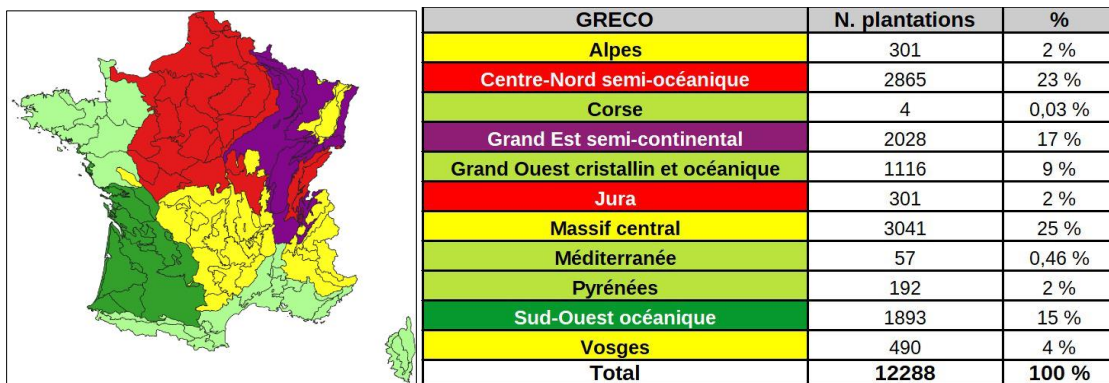 GRECO N. plantations %
Alpes 301 2 %
Centre-Nord semi-océanique 2865 23 %
Corse 4 0,03 %
Grand Est semi-continental 2028 17 %
Grand Ouest cristallin et océanique 1116 9 %
Jura 301 2 %
Massif central 3041 25 %
Méditerranée 57 0,46 %
Pyrénées 192 2 %
Sud-Ouest océanique 1893 15 %
Vosges 490 4 %
Total 12288 100 %